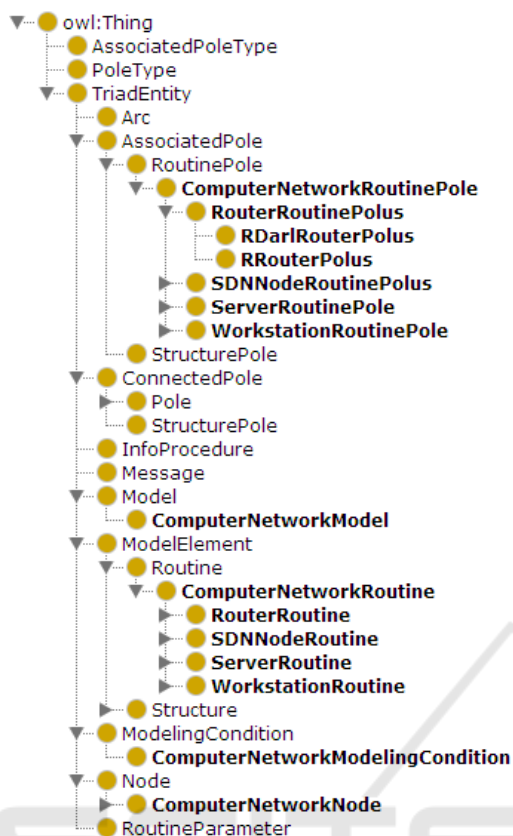 owl:Thing
AssociatedPoleType
PoleType
TriadEntity
Arc
AssociatedPole
RoutinePole
ComputerNetworkRoutinePole
RouterRoutinePolus
RDarlRouterPolus
RRouterPolus
SDNNodeRoutinePolus
ServerRoutinePole
WorkstationRoutinePole
StructurePole
ConnectedPole
Pole
StructurePole
InfoProcedure
Message
Model
ComputerNetworkModel
ModelElement
Routine
ComputerNetworkRoutine
RouterRoutine
SDNNodeRoutine
ServerRoutine
WorkstationRoutine
Structure
ModelingCondition
ComputerNetworkModelingCondition
Node
ComputerNetworkNode
RoutineParameter